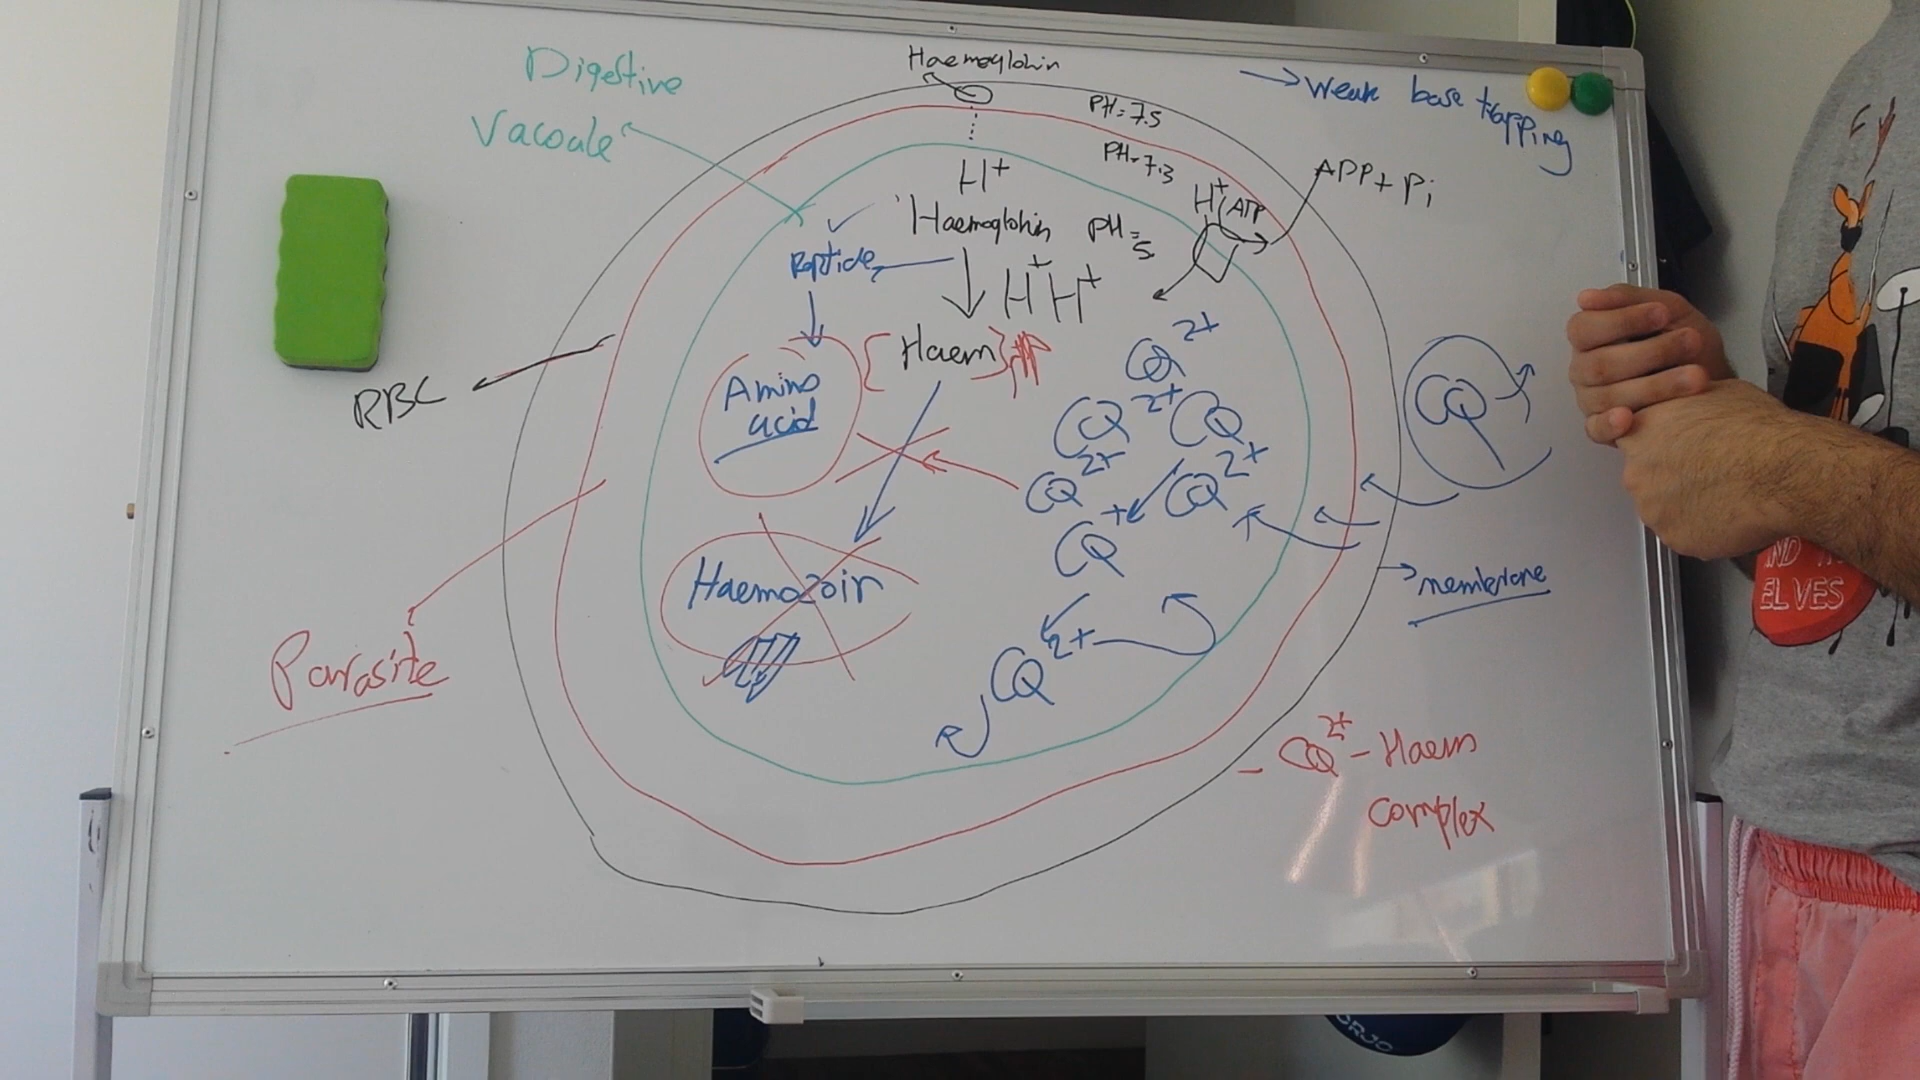 Digestive
Vacoule
Haemoglobin
PH=7.5
PH=7.3
→ Weak base trapping
ADP + Pi
H+
H+
ATP
Haemoglobin
PH=5
Peptide
H+ H+
[Haem]
Amino
acid
RBC
CQ2+
CQ2+
CQ2+
CQ2+
CQ2+
CQ+
CQ
Haemozoin
membrane
CQ2+
Parasite
- CQ2+ - Haem
complex
ELVES